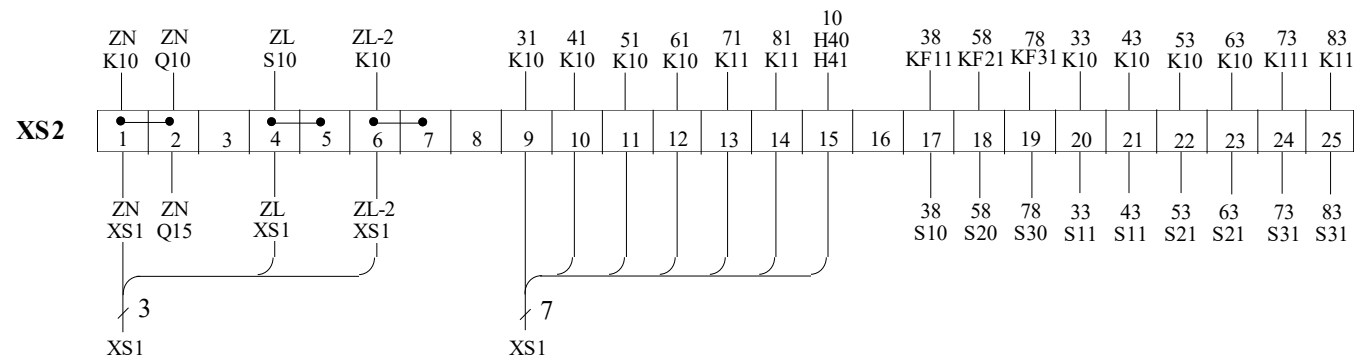 ZN ZN ZL ZL-2 31 41 51 61 71 81 10 38 58 78 33 43 53 63 73 83
K10 Q10 S10 K10 K10 K10 K10 K10 K11 K11 H40 KF11 KF21 KF31 K10 K10 K10 K10 K111 K11
H41
XS2 1 2 3 4 5 6 7 8 9 10 11 12 13 14 15 16 17 18 19 20 21 22 23 24 25
ZN ZN ZL ZL-2 38 58 78 33 43 53 63 73 83
XS1 Q15 XS1 XS1 S10 S20 S30 S11 S11 S21 S21 S31 S31
3 7
XS1 XS1